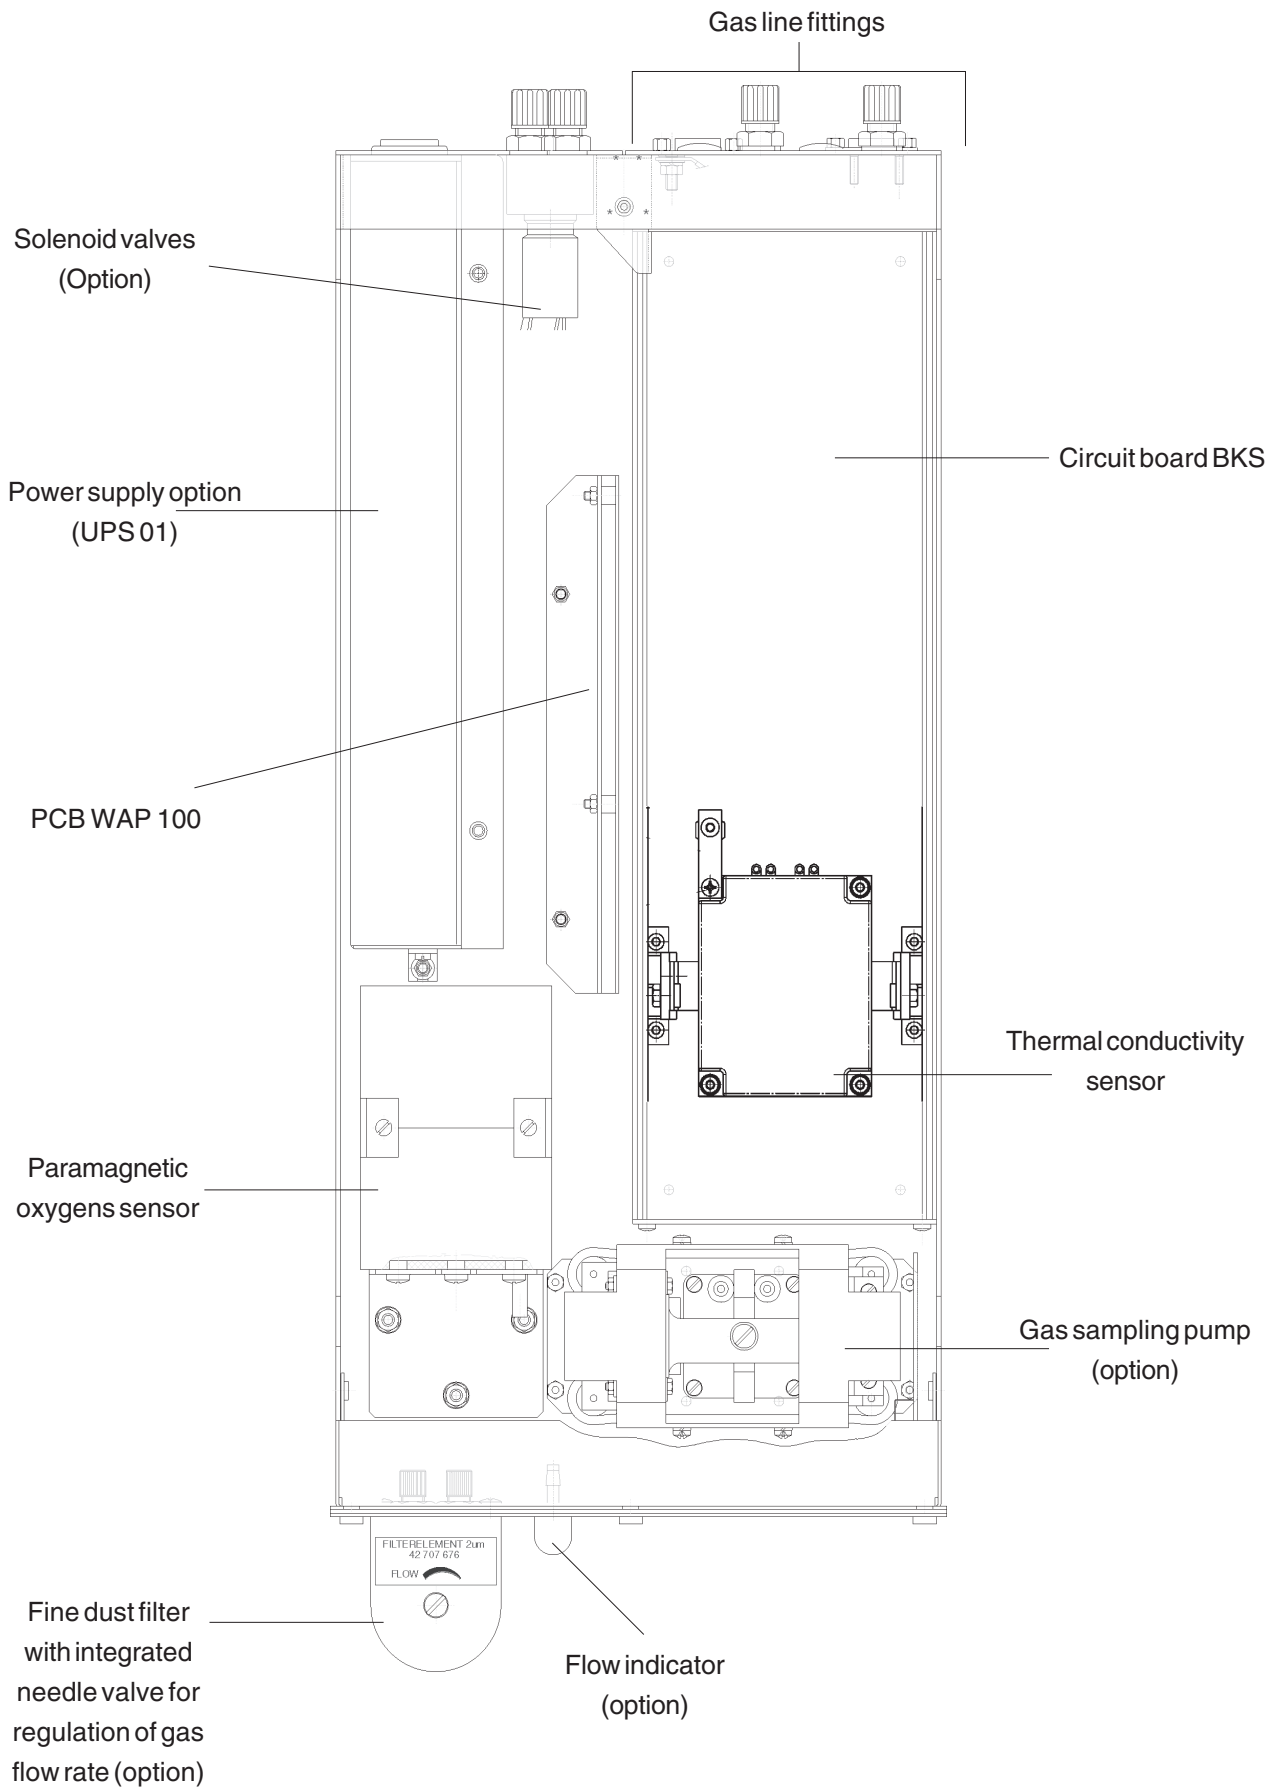 Gas line fittings
Solenoid valves
(Option)
Circuit board BKS
Power supply option
(UPS 01)
PCB WAP 100
Thermal conductivity
sensor
Paramagnetic
oxygens sensor
Gas sampling pump
(option)
FILTERELEMENT 2um
42 707 676
FLOW
Fine dust filter
with integrated
needle valve for
regulation of gas
flow rate (option)
Flow indicator
(option)